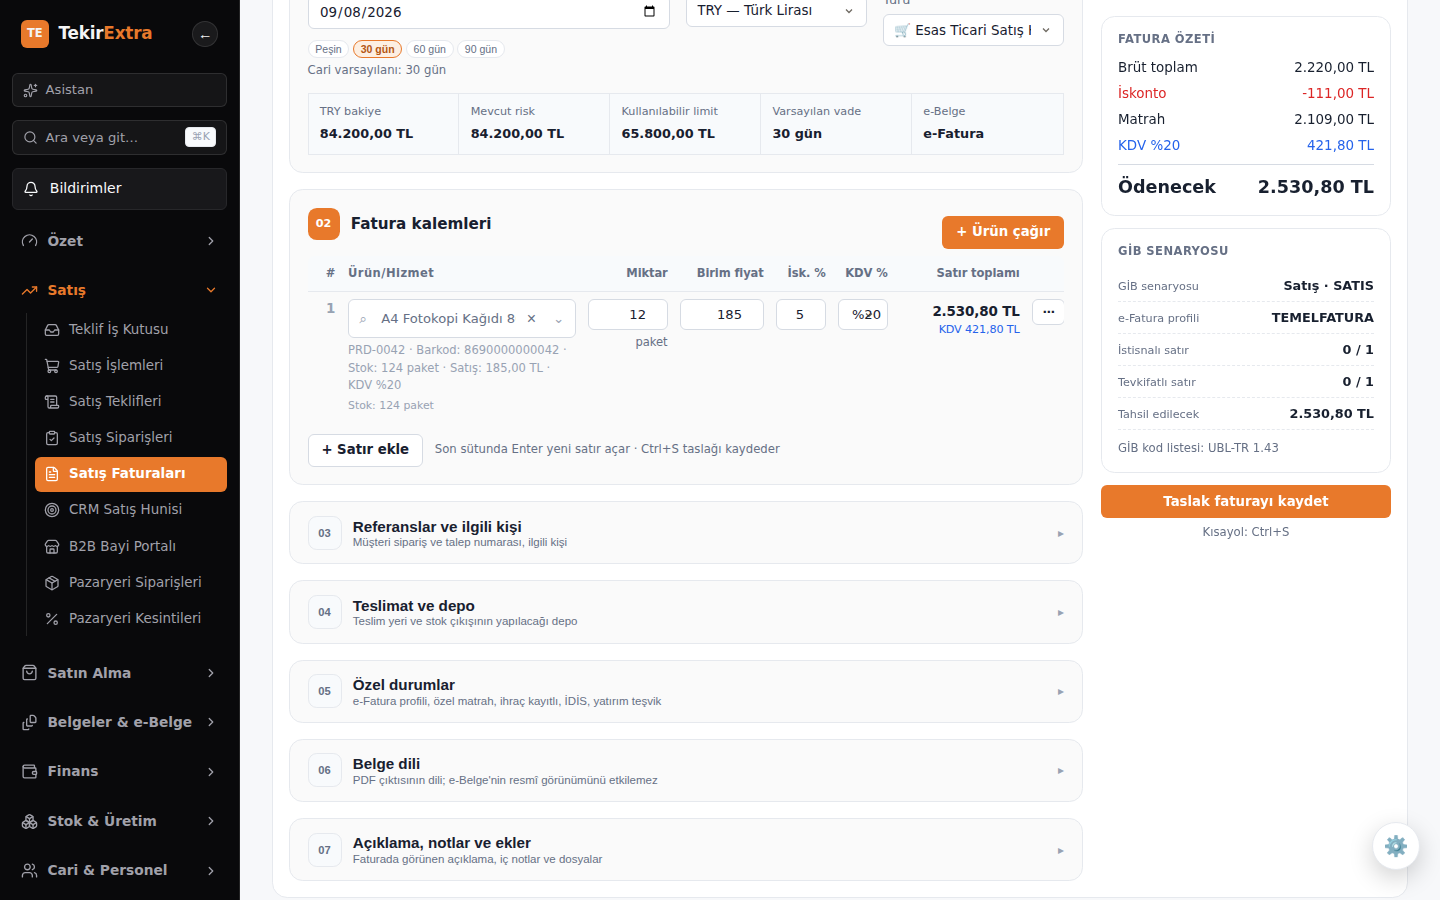 TE
TekirExtra
←
Asistan
Ara veya git...
⌘K
Bildirimler
Özet
Satış
Teklif İş Kutusu
Satış İşlemleri
Satış Teklifleri
Satış Siparişleri
Satış Faturaları
CRM Satış Hunisi
B2B Bayi Portalı
Pazaryeri Siparişleri
Pazaryeri Kesintileri
Satın Alma
Belgeler & e-Belge
Finans
Stok & Üretim
Cari & Personel
09/08/2026
TRY — Türk Lirası
Esas Ticari Satış
Peşin 30 gün 60 gün 90 gün
Cari varsayılanı: 30 gün
TRY bakiye
84.200,00 TL
Mevcut risk
84.200,00 TL
Kullanılabilir limit
65.800,00 TL
Varsayılan vade
30 gün
e-Belge
e-Fatura
02
Fatura kalemleri
+ Ürün çağır
# Ürün/Hizmet Miktar Birim fiyat İsk. % KDV % Satır toplamı
1 A4 Fotokopi Kağıdı 8 × 12 185 5 %20 2.530,80 TL ...
paket
KDV 421,80 TL
PRD-0042 · Barkod: 8690000000042 ·
Stok: 124 paket · Satış: 185,00 TL ·
KDV %20
Stok: 124 paket
+ Satır ekle
Son sütunda Enter yeni satır açar · Ctrl+S taslağı kaydeder
03
Referanslar ve ilgili kişi
Müşteri sipariş ve talep numarası, ilgili kişi
04
Teslimat ve depo
Teslim yeri ve stok çıkışının yapılacağı depo
05
Özel durumlar
e-Fatura profili, özel matrah, ihraç kayıtlı, İDİS, yatırım teşvik
06
Belge dili
PDF çıktısının dili; e-Belge'nin resmî görünümünü etkilemez
07
Açıklama, notlar ve ekler
Faturada görünen açıklama, iç notlar ve dosyalar
FATURA ÖZETİ
Brüt toplam 2.220,00 TL
İskonto -111,00 TL
Matrah 2.109,00 TL
KDV %20 421,80 TL
Ödenecek 2.530,80 TL
GİB SENARYOSU
GİB senaryosu Satış · SATIS
e-Fatura profili TEMELFATURA
İstisnalı satır 0 / 1
Tevkifatlı satır 0 / 1
Tahsil edilecek 2.530,80 TL
GİB kod listesi: UBL-TR 1.43
Taslak faturayı kaydet
Kısayol: Ctrl+S